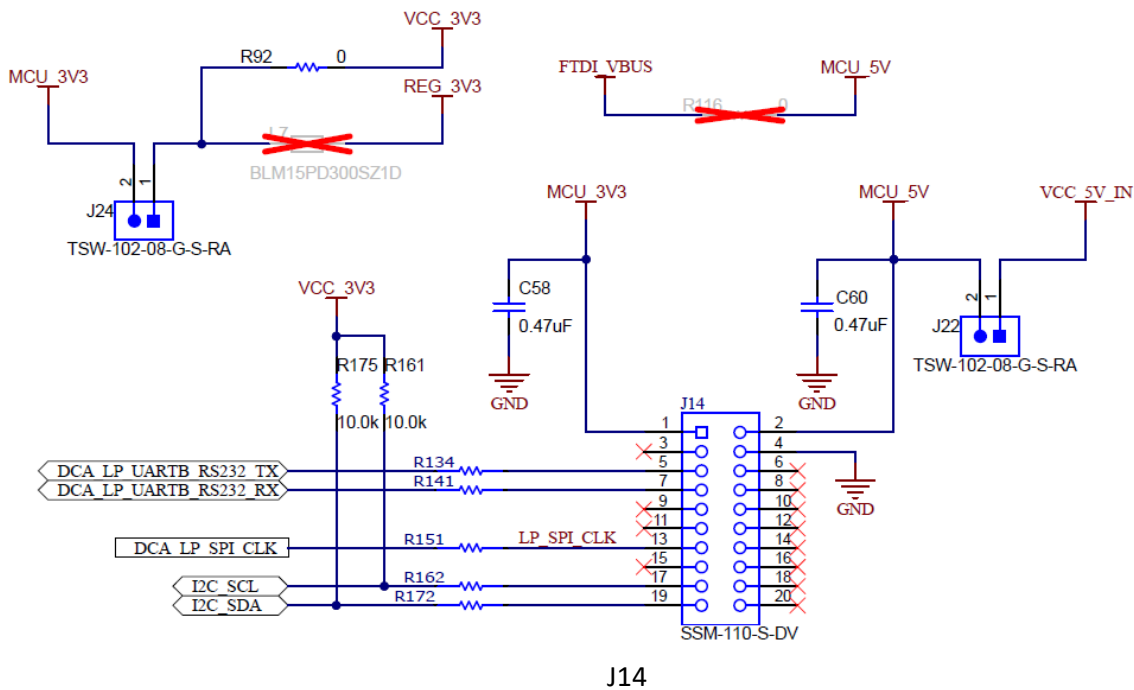 VCC_3V3
R92 0
MCU_3V3
REG_3V3
L7
BLM15PD300SZ1D
2 1
J24
TSW-102-08-G-S-RA
FTDI_VBUS
MCU_5V
R116 0
MCU_3V3
MCU_5V
VCC_5V_IN
C58
0.47uF
GND
C60
0.47uF
GND
2 1
J22
TSW-102-08-G-S-RA
VCC_3V3
R175 R161
10.0k 10.0k
J14
1 2
3 4
DCA_LP_UARTB_RS232_TX R134 5 6
DCA_LP_UARTB_RS232_RX R141 7 8
GND
9 10
11 12
DCA_LP_SPI_CLK R151 LP_SPI_CLK 13 14
15 16
I2C_SCL R162 17 18
I2C_SDA R172 19 20
SSM-110-S-DV
J14